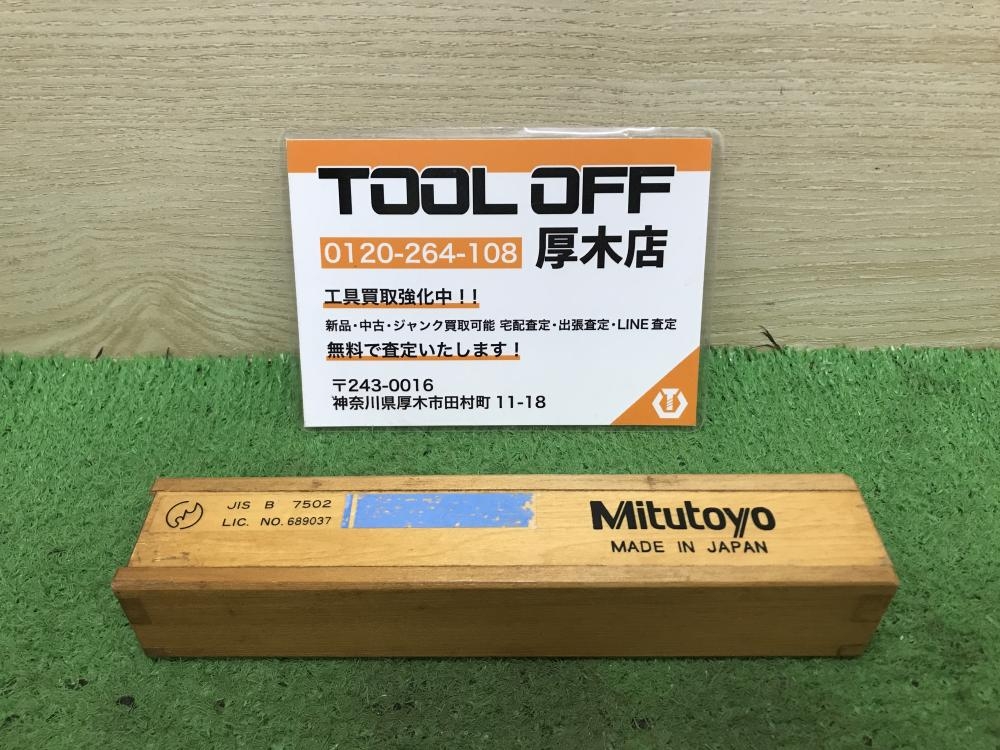 TOOL OFF
0120-264-108 厚木店
工具買取強化中!!
新品・中古・ジャンク買取可能 宅配査定・出張査定・LINE査定
無料で査定いたします!
〒243-0016
神奈川県厚木市田村町 11-18
JIS B 7502
LIC. NO. 689037
Mitutoyo
MADE IN JAPAN